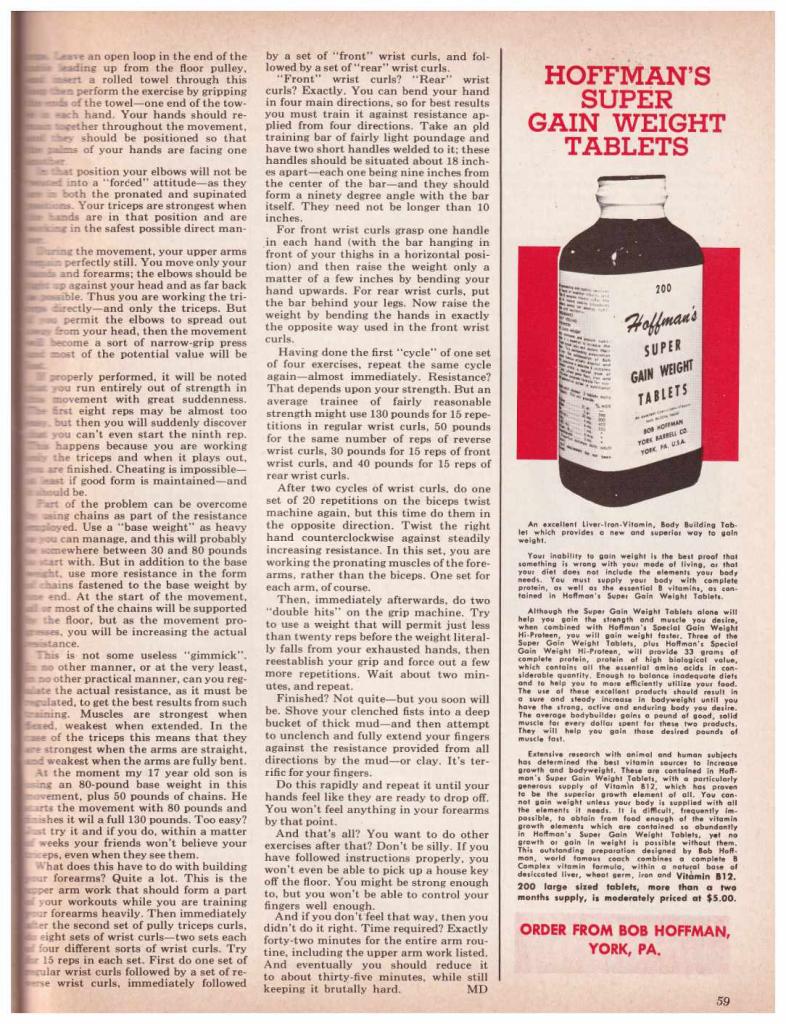 an open loop in the end of the
leading up from the floor pulley,
a rolled towel through this
perform the exercise by gripping
of the towel—one end of the tow-
hand. Your hands should re-
together throughout the movement,
they should be positioned so that
of your hands are facing one
position your elbows will not be
into a "forced" attitude—as they
both the pronated and supinated
Your triceps are strongest when
hands are in that position and are
in the safest possible direct man-
the movement, your upper arms
perfectly still. You move only your
and forearms; the elbows should be
up against your head and as far back
Thus you are working the tri-
directly—and only the triceps. But
permit the elbows to spread out
from your head, then the movement
become a sort of narrow-grip press
most of the potential value will be
properly performed, it will be noted
you run entirely out of strength in
movement with great suddenness.
first eight reps may be almost too
but then you will suddenly discover
you can't even start the ninth rep.
happens because you are working
the triceps and when it plays out,
are finished. Cheating is impossible—
least if good form is maintained—and
should be.
Part of the problem can be overcome
using chains as part of the resistance
employed. Use a "base weight" as heavy
you can manage, and this will probably
somewhere between 30 and 80 pounds
start with. But in addition to the base
use more resistance in the form
chains fastened to the base weight by
end. At the start of the movement,
or most of the chains will be supported
the floor, but as the movement pro-
you will be increasing the actual
This is not some useless "gimmick".
no other manner, or at the very least,
no other practical manner, can you reg-
the actual resistance, as it must be
regulated, to get the best results from such
training. Muscles are strongest when
flexed, weakest when extended. In the
case of the triceps this means that they
are strongest when the arms are straight,
and weakest when the arms are fully bent.
At the moment my 17 year old son is
using an 80-pound base weight in this
movement, plus 50 pounds of chains. He
starts the movement with 80 pounds and
finishes it wil a full 130 pounds. Too easy?
Just try it and if you do, within a matter
of weeks your friends won't believe your
triceps, even when they see them.
What does this have to do with building
your forearms? Quite a lot. This is the
upper arm work that should form a part
of your workouts while you are training
your forearms heavily. Then immediately
after the second set of pully triceps curls,
do eight sets of wrist curls—two sets each
of four different sorts of wrist curls. Try
for 15 reps in each set. First do one set of
regular wrist curls followed by a set of re-
verse wrist curls, immediately followed
by a set of "front" wrist curls, and fol-
lowed by a set of "rear" wrist curls.
"Front" wrist curls? "Rear" wrist
curls? Exactly. You can bend your hand
in four main directions, so for best results
you must train it against resistance ap-
plied from four directions. Take an old
training bar of fairly light poundage and
have two short handles welded to it; these
handles should be situated about 18 inch-
es apart—each one being nine inches from
the center of the bar—and they should
form a ninety degree angle with the bar
itself. They need not be longer than 10
inches.
For front wrist curls grasp one handle
in each hand (with the bar hanging in
front of your thighs in a horizontal posi-
tion) and then raise the weight only a
matter of a few inches by bending your
hand upwards. For rear wrist curls, put
the bar behind your legs. Now raise the
weight by bending the hands in exactly
the opposite way used in the front wrist
curls.
Having done the first "cycle" of one set
of four exercises, repeat the same cycle
again—almost immediately. Resistance?
That depends upon your strength. But an
average trainee of fairly reasonable
strength might use 130 pounds for 15 repe-
titions in regular wrist curls, 50 pounds
for the same number of reps of reverse
wrist curls, 30 pounds for 15 reps of front
wrist curls, and 40 pounds for 15 reps of
rear wrist curls.
After two cycles of wrist curls, do one
set of 20 repetitions on the biceps twist
machine again, but this time do them in
the opposite direction. Twist the right
hand counterclockwise against steadily
increasing resistance. In this set, you are
working the pronating muscles of the fore-
arms, rather than the biceps. One set for
each arm, of course.
Then, immediately afterwards, do two
"double hits" on the grip machine. Try
to use a weight that will permit just less
than twenty reps before the weight literal-
ly falls from your exhausted hands, then
reestablish your grip and force out a few
more repetitions. Wait about two min-
utes, and repeat.
Finished? Not quite—but you soon will
be. Shove your clenched fists into a deep
bucket of thick mud—and then attempt
to unclench and fully extend your fingers
against the resistance provided from all
directions by the mud—or clay. It's ter-
rific for your fingers.
Do this rapidly and repeat it until your
hands feel like they are ready to drop off.
You won't feel anything in your forearms
by that point.
And that's all? You want to do other
exercises after that? Don't be silly. If you
have followed instructions properly, you
won't even be able to pick up a house key
off the floor. You might be strong enough
to, but you won't be able to control your
fingers well enough.
And if you don't feel that way, then you
didn't do it right. Time required? Exactly
forty-two minutes for the entire arm rou-
tine, including the upper arm work listed.
And eventually you should reduce it
to about thirty-five minutes, while still
keeping it brutally hard. MD
HOFFMAN'S
SUPER
GAIN WEIGHT
TABLETS
200
Hoffman's
SUPER
GAIN WEIGHT
TABLETS
BOB HOFFMAN
YORK BARBELL CO.
YORK, PA. U.S.A.
An excellent Liver-Iron-Vitamin, Body Building Tab-
let which provides a new and superior way to gain
weight.
Your inability to gain weight is the best proof that
something is wrong with your mode of living, or that
your diet does not include the elements your body
needs. You must supply your body with complete
protein, as well as the essential B vitamins, as con-
tained in Hoffman's Super Gain Weight Tablets.
Although the Super Gain Weight Tablets alone will
help you gain the strength and muscle you desire,
when combined with Hoffman's Special Gain Weight
Hi-Proteen, you will gain weight faster. Three of the
Super Gain Weight Tablets, plus Hoffman's Special
Gain Weight Hi-Proteen, will provide 33 grams of
complete protein, protein of high biological value,
which contains all the essential amino acids in con-
siderable quantity. Enough to balance inadequate diets
and to help you to more efficiently utilize your food.
The use of these excellent products should result in
a sure and steady increase in bodyweight until you
have the strong, active and enduring body you desire.
The average bodybuilder gains a pound of good, solid
muscle for every dollar spent for these two products.
They will help you gain those desired pounds of
muscle fast.
Extensive research with animal and human subjects
has determined the best vitamin sources to increase
growth and bodyweight. These are contained in Hoff-
man's Super Gain Weight Tablets, with a particularly
generous supply of Vitamin B12, which has proven
to be the superior growth element of all. You can-
not gain weight unless your body is supplied with all
the elements it needs. It is difficult, frequently im-
possible, to obtain from food enough of the vitamin
growth elements which are contained so abundantly
in Hoffman's Super Gain Weight Tablets, yet no
growth or gain in weight is possible without them.
This outstanding preparation designed by Bob Hoff-
man, world famous coach combines a complete B
Complex vitamin formula, within a natural base of
desiccated liver, wheat germ, iron and Vitamin B12.
200 large sized tablets, more than a two
months supply, is moderately priced at $5.00.
ORDER FROM BOB HOFFMAN,
YORK, PA.
59